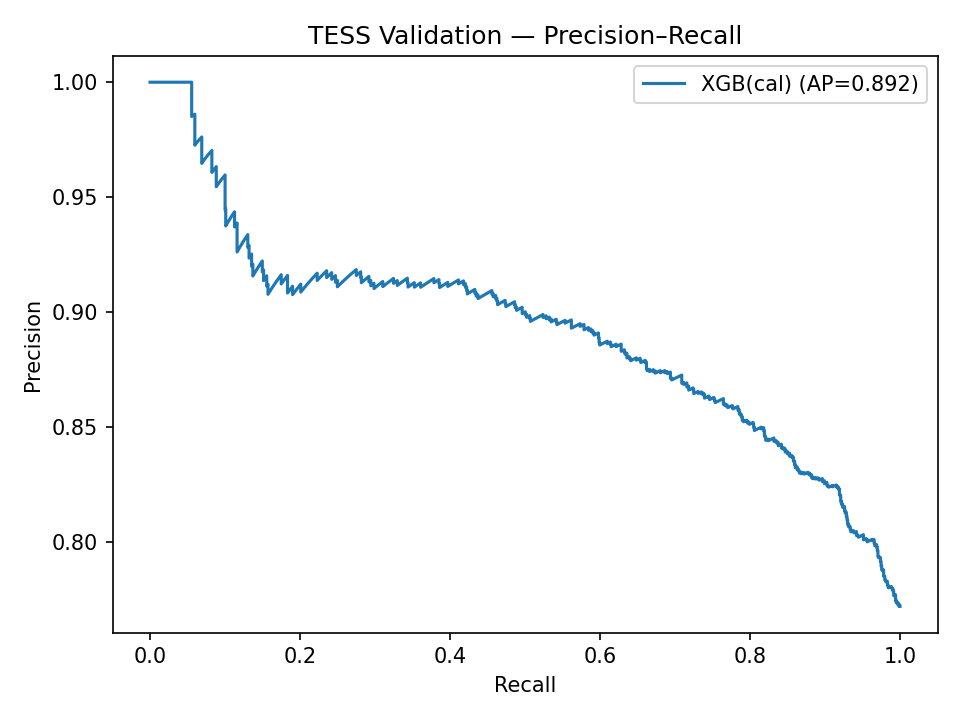 TESS Validation — Precision–Recall
XGB(cal) (AP=0.892)
Precision
1.00
0.95
0.90
0.85
0.80
0.0 0.2 0.4 0.6 0.8 1.0
Recall